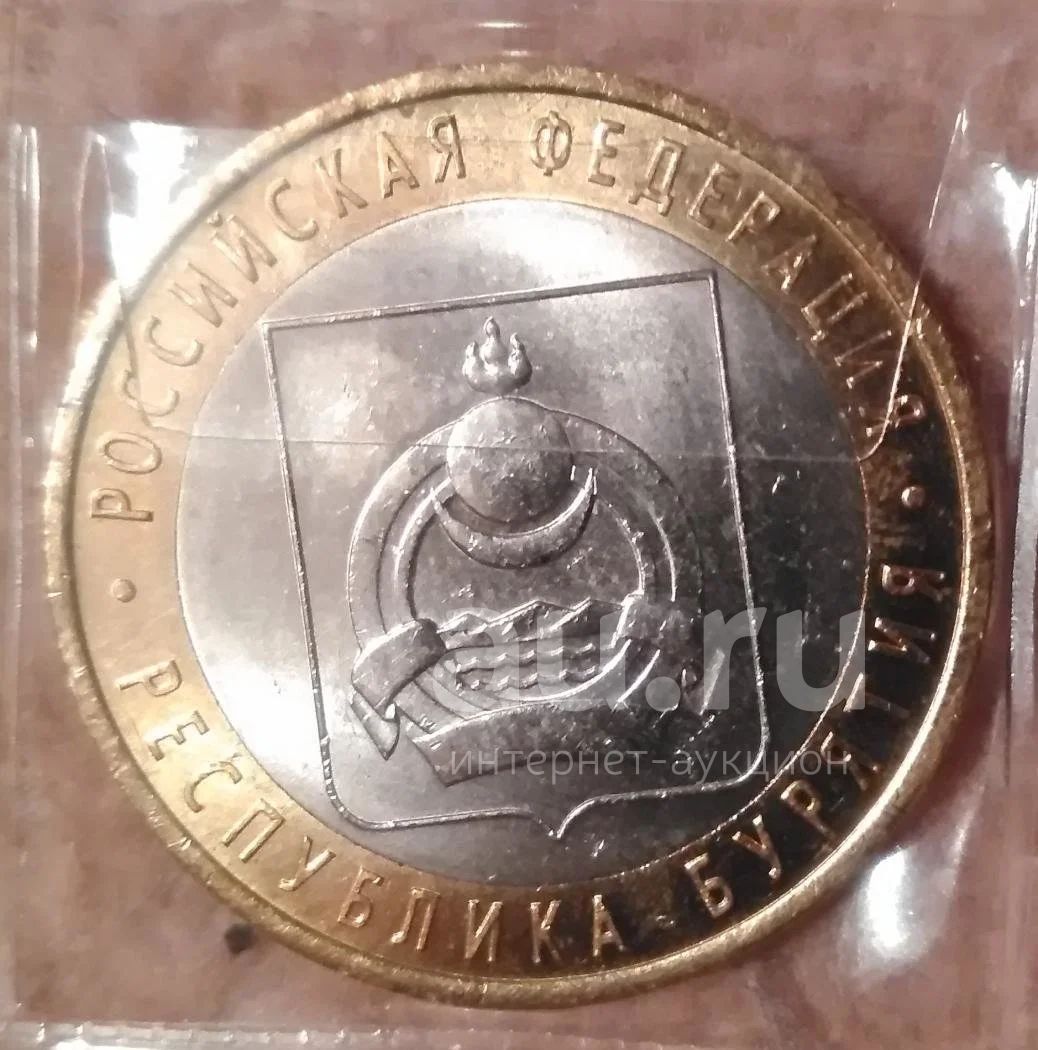 • РОССИЙСКАЯ ФЕДЕРАЦИЯ •
РЕСПУБЛИКА БУРЯТИЯ
au.ru
интернет-аукцион